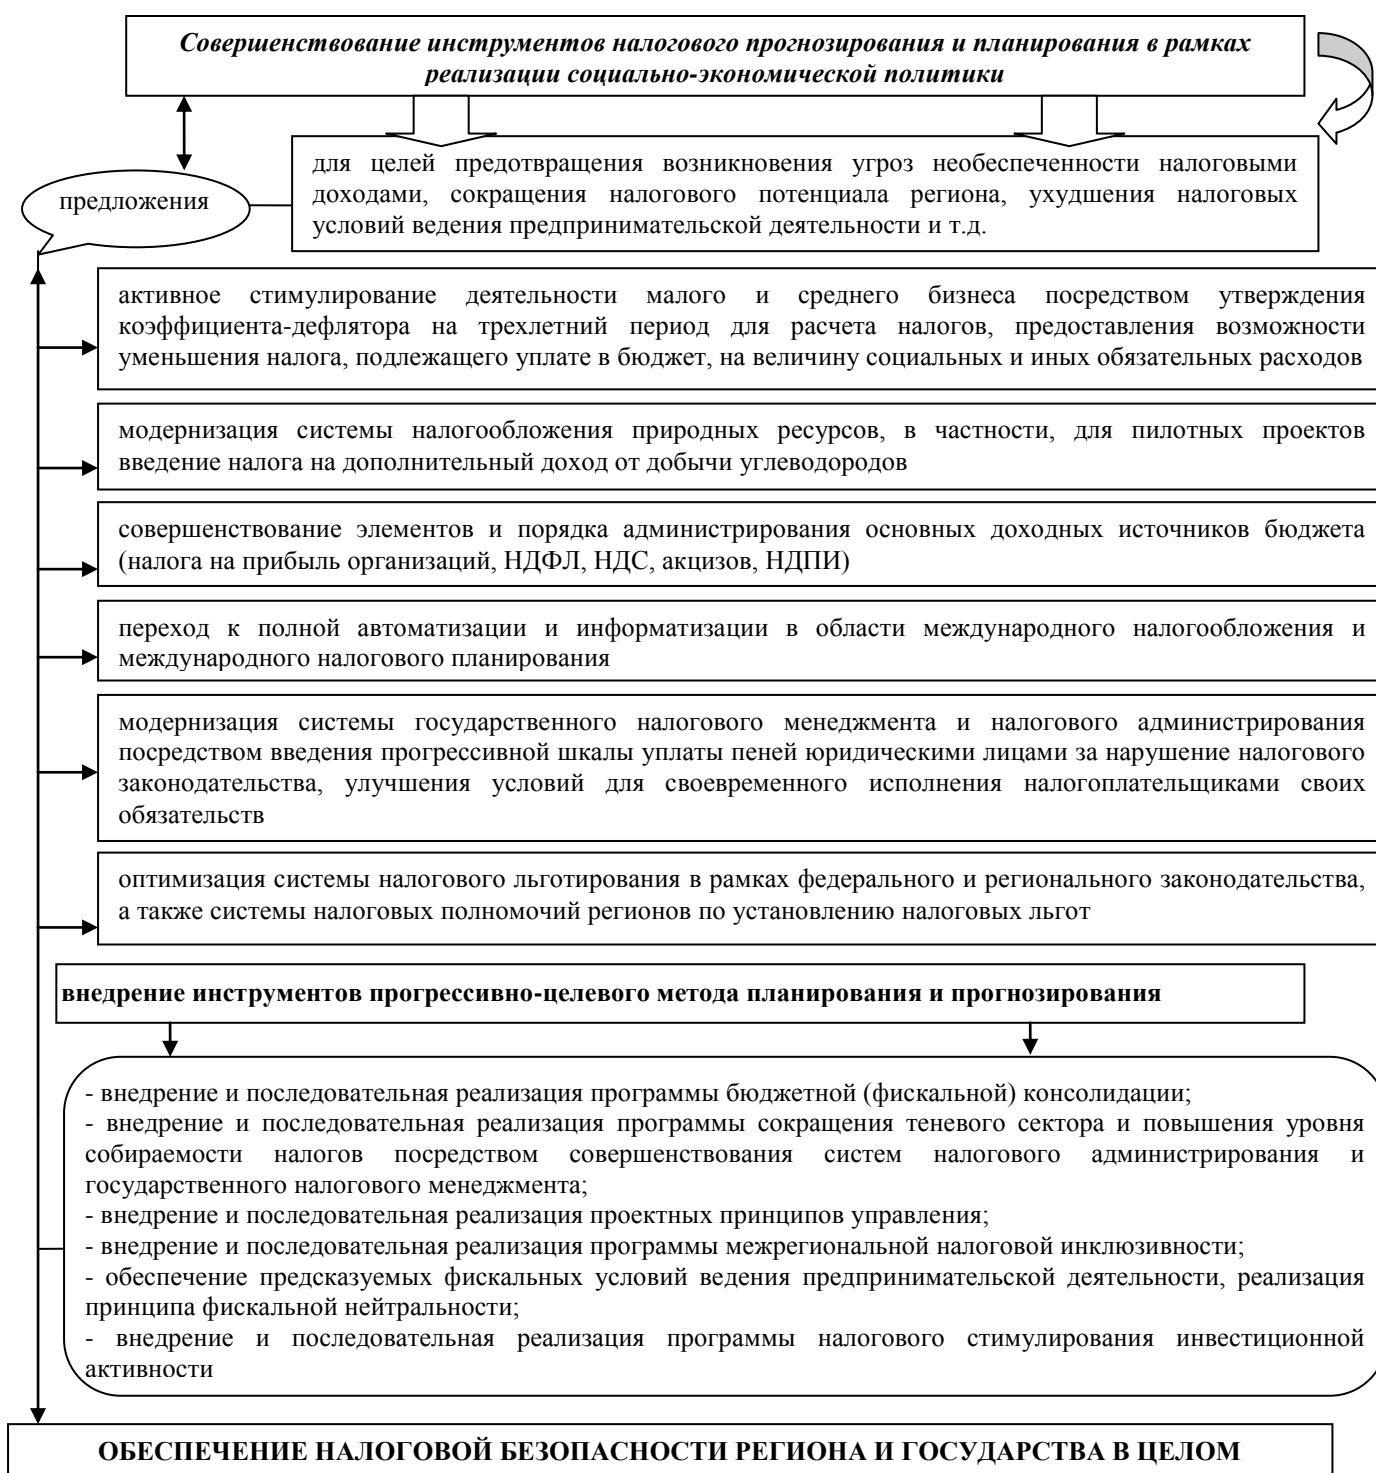 Совершенствование инструментов налогового прогнозирования и планирования в рамках
реализации социально-экономической политики
для целей предотвращения возникновения угроз необеспеченности налоговыми
доходами, сокращения налогового потенциала региона, ухудшения налоговых
условий ведения предпринимательской деятельности и т.д.
предложения
активное стимулирование деятельности малого и среднего бизнеса посредством утверждения
коэффициента-дефлятора на трехлетний период для расчета налогов, предоставления возможности
уменьшения налога, подлежащего уплате в бюджет, на величину социальных и иных обязательных расходов
модернизация системы налогообложения природных ресурсов, в частности, для пилотных проектов
введение налога на дополнительный доход от добычи углеводородов
совершенствование элементов и порядка администрирования основных доходных источников бюджета
(налога на прибыль организаций, НДФЛ, НДС, акцизов, НДПИ)
переход к полной автоматизации и информатизации в области международного налогообложения и
международного налогового планирования
модернизация системы государственного налогового менеджмента и налогового администрирования
посредством введения прогрессивной шкалы уплаты пеней юридическими лицами за нарушение налогового
законодательства, улучшения условий для своевременного исполнения налогоплательщиками своих
обязательств
оптимизация системы налогового льготирования в рамках федерального и регионального законодательства,
а также системы налоговых полномочий регионов по установлению налоговых льгот
внедрение инструментов прогрессивно-целевого метода планирования и прогнозирования
- внедрение и последовательная реализация программы бюджетной (фискальной) консолидации;
- внедрение и последовательная реализация программы сокращения теневого сектора и повышения уровня
собираемости налогов посредством совершенствования систем налогового администрирования и
государственного налогового менеджмента;
- внедрение и последовательная реализация проектных принципов управления;
- внедрение и последовательная реализация программы межрегиональной налоговой инклюзивности;
- обеспечение предсказуемых фискальных условий ведения предпринимательской деятельности, реализация
принципа фискальной нейтральности;
- внедрение и последовательная реализация программы налогового стимулирования инвестиционной
активности
ОБЕСПЕЧЕНИЕ НАЛОГОВОЙ БЕЗОПАСНОСТИ РЕГИОНА И ГОСУДАРСТВА В ЦЕЛОМ